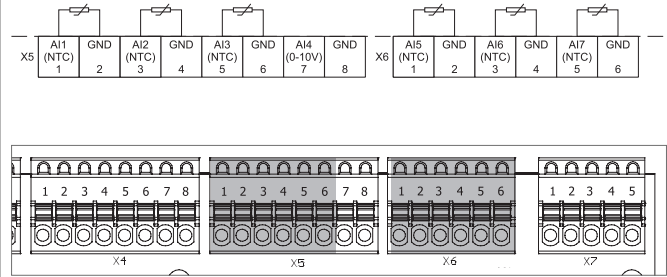 AI1 GND AI2 GND AI3 GND AI4 GND AI5 GND AI6 GND AI7 GND
X5 (NTC) (NTC) (NTC) (0-10V) X6 (NTC) (NTC) (NTC)
1 2 3 4 5 6 7 8 1 2 3 4 5 6
1 2 3 4 5 6 7 8 1 2 3 4 5 6 7 8 1 2 3 4 5 6 1 2 3 4 5
X4 X5 X6 X7